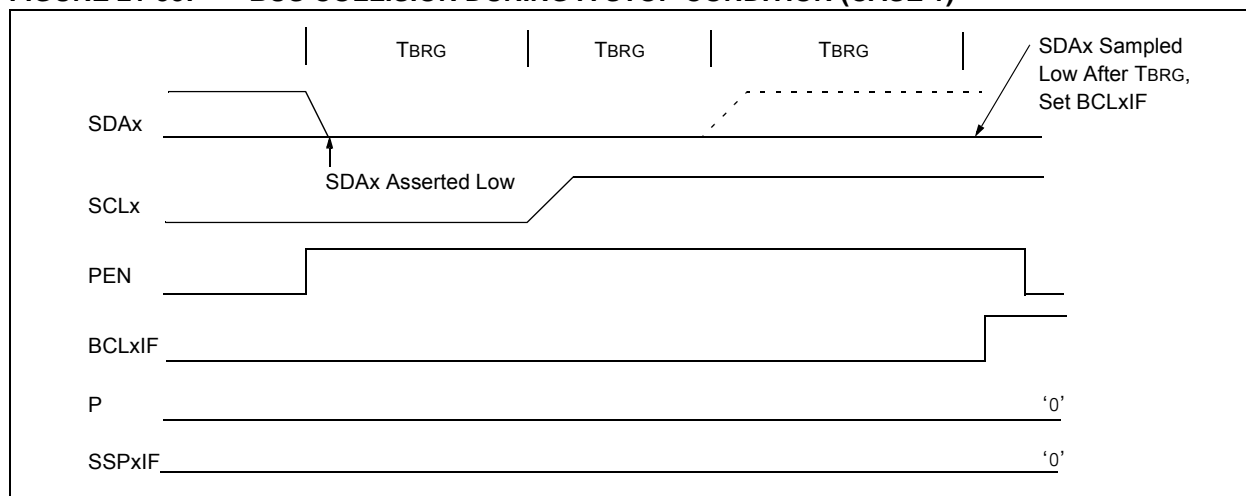 TBRG TBRG TBRG
SDAx Sampled
Low After TBRG,
Set BCLxIF
SDAx
SDAx Asserted Low
SCLx
PEN
BCLxIF
P '0'
SSPxIF '0'